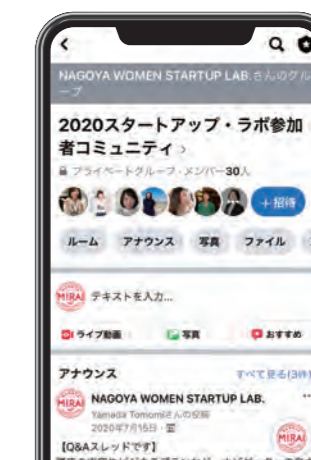 NAGOYA WOMEN STARTUP LAB.さんのグル
ープ
2020スタートアップ・ラボ参加
者コミュニティ ›
プライベートグループ・メンバー30人
+ 招待
ルーム アナウンス 写真 ファイル
MIRAI テキストを入力...
ライブ動画 写真 おすすめ
アナウンス すべて見る(3件)
MIRAI NAGOYA WOMEN STARTUP LAB. ...
Yamada Tomomiさんの投稿
2020年7月15日
MIRAI
【Q&Aスレッドです】